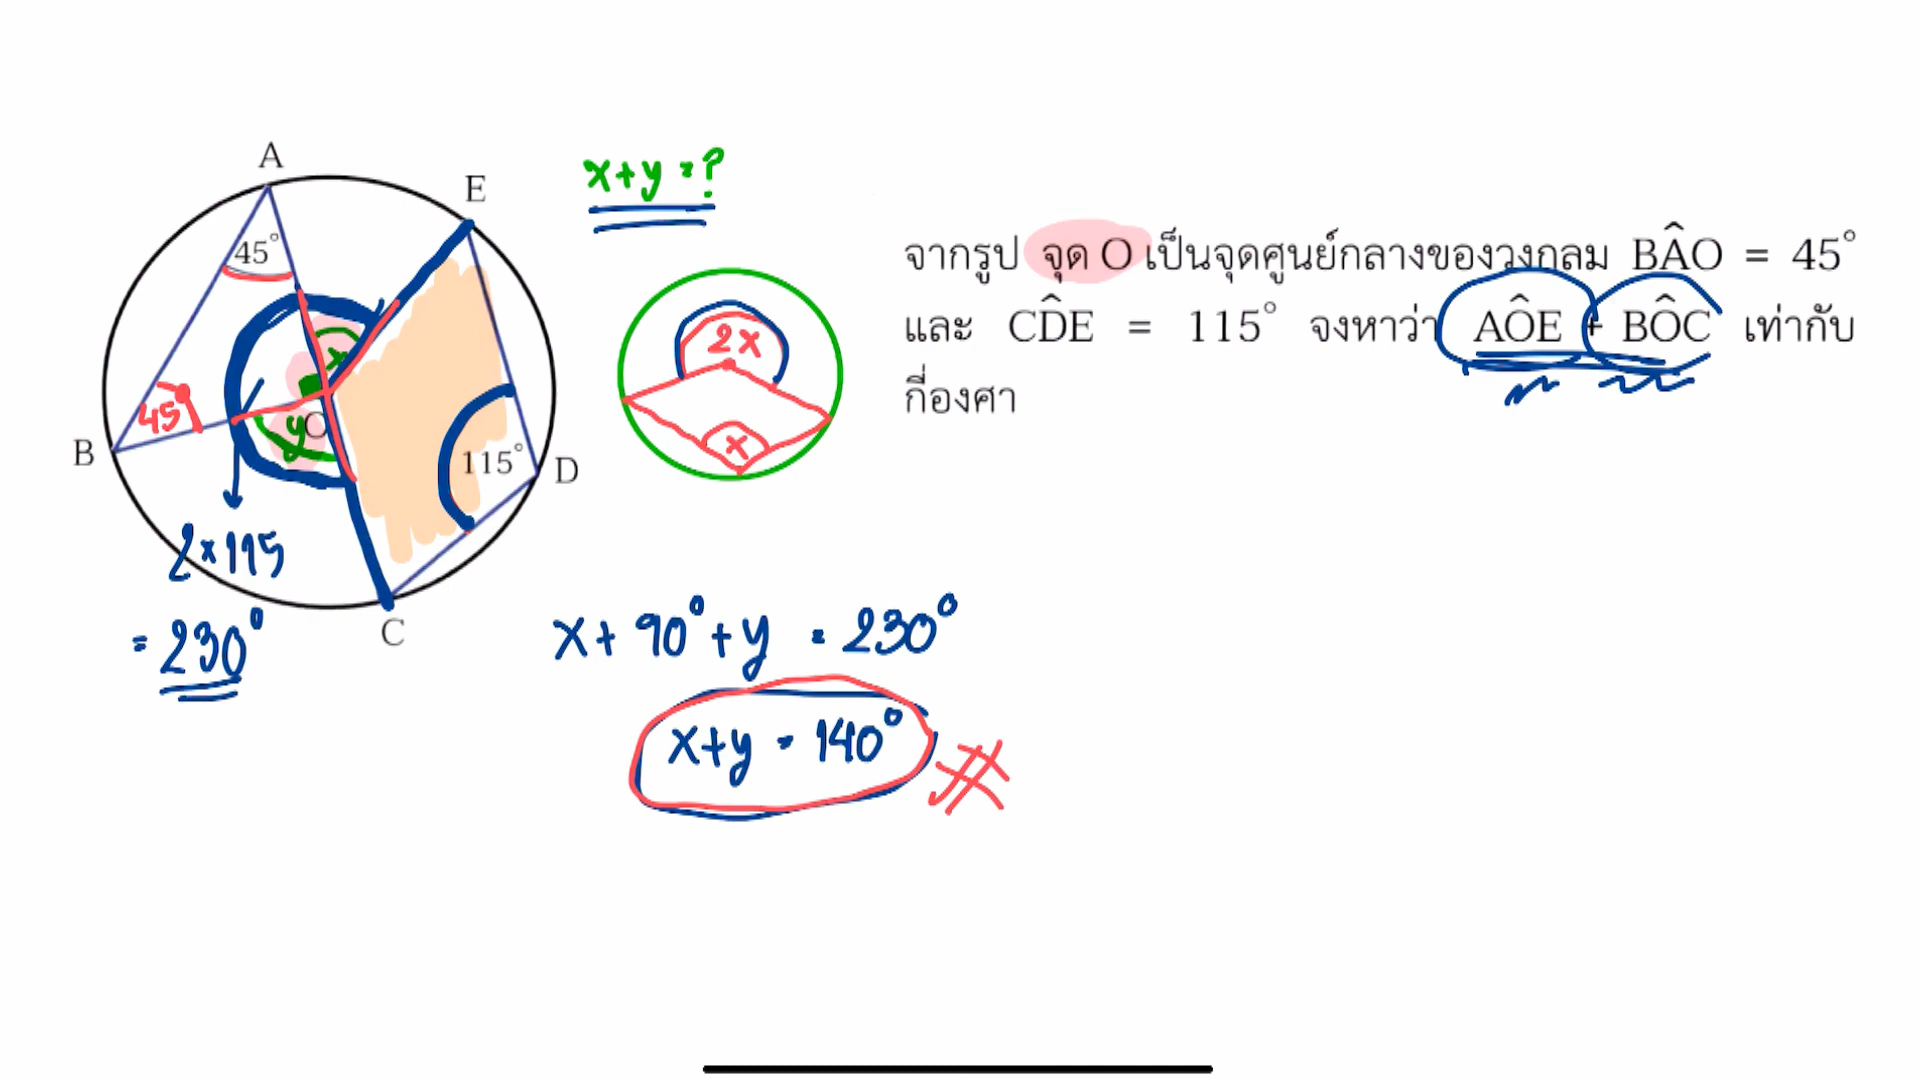 A
E
x+y=?
45°
จากรูป จุด O เป็นจุดศูนย์กลางของวงกลม BÂO = 45°
และ CD̂E = 115° จงหาว่า AÔE + BÔC เท่ากับ
กี่องศา
2x
x
45°
y
O
x
B
115°
D
2×115
= 230°
C
x + 90° + y = 230°
x+y = 140° #